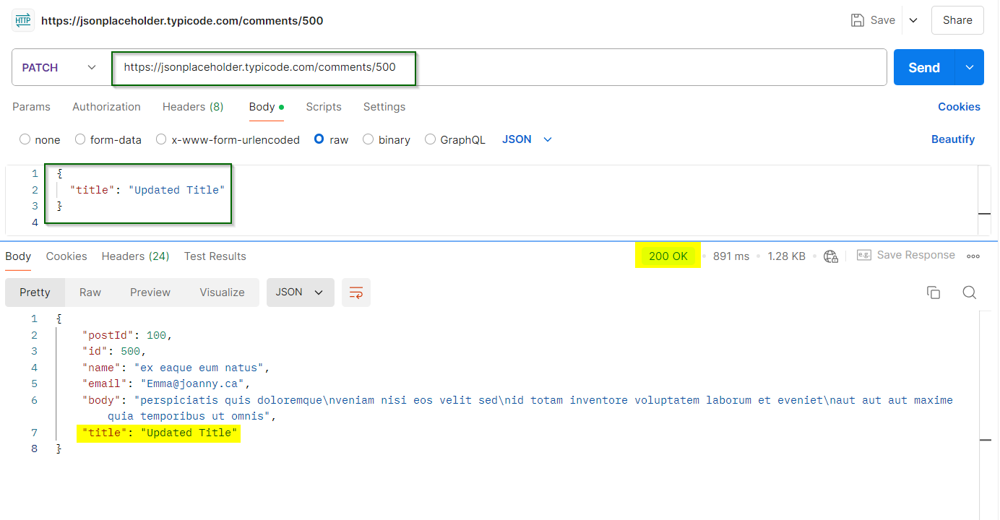 HTTP https://jsonplaceholder.typicode.com/comments/500 Save Share
PATCH https://jsonplaceholder.typicode.com/comments/500 Send
Params Authorization Headers (8) Body Scripts Settings Cookies
none form-data x-www-form-urlencoded raw binary GraphQL JSON Beautify
1 {
2 "title": "Updated Title"
3 }
4
Body Cookies Headers (24) Test Results 200 OK 891 ms 1.28 KB e.g. Save Response
Pretty Raw Preview Visualize JSON
1 {
2 "postId": 100,
3 "id": 500,
4 "name": "ex eaque eum natus",
5 "email": "Emma@joanny.ca",
6 "body": "perspiciatis quis doloremque\nveniam nisi eos velit sed\nid totam inventore voluptatem laborum et eveniet\naut aut aut maxime
quia temporibus ut omnis",
7 "title": "Updated Title"
8 }